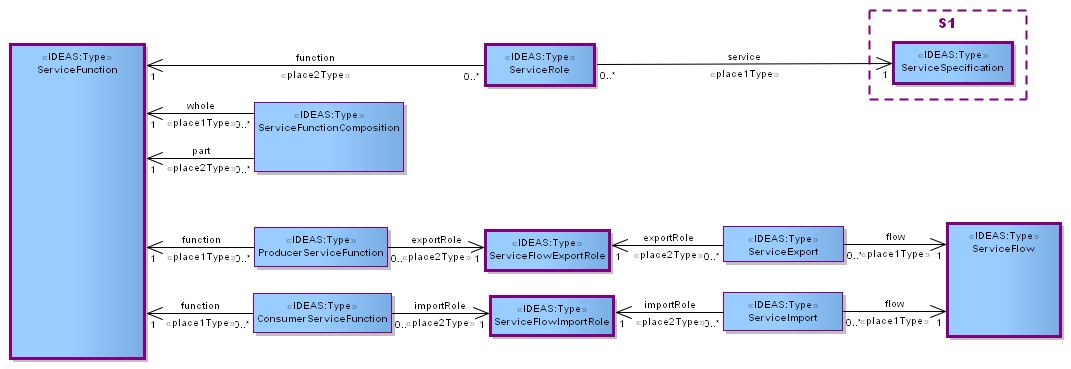 S1
«IDEAS:Type»
ServiceFunction
function
1
«place2Type»
0..*
«IDEAS:Type»
ServiceRole
service
0..*
«place1Type»
1
«IDEAS:Type»
ServiceSpecification
whole
1
«place1Type»
0..*
«IDEAS:Type»
ServiceFunctionComposition
part
1
«place2Type»
0..*
function
1
«place1Type»
0..*
«IDEAS:Type»
ProducerServiceFunction
exportRole
0..*
«place2Type»
1
«IDEAS:Type»
ServiceFlowExportRole
exportRole
1
«place2Type»
0..*
«IDEAS:Type»
ServiceExport
flow
0..*
«place1Type»
1
«IDEAS:Type»
ServiceFlow
function
1
«place1Type»
0..*
«IDEAS:Type»
ConsumerServiceFunction
importRole
0..
«place2Type»
1
«IDEAS:Type»
ServiceFlowImportRole
importRole
1
«place2Type»
0..*
«IDEAS:Type»
ServiceImport
flow
0..*
«place1Type»
1